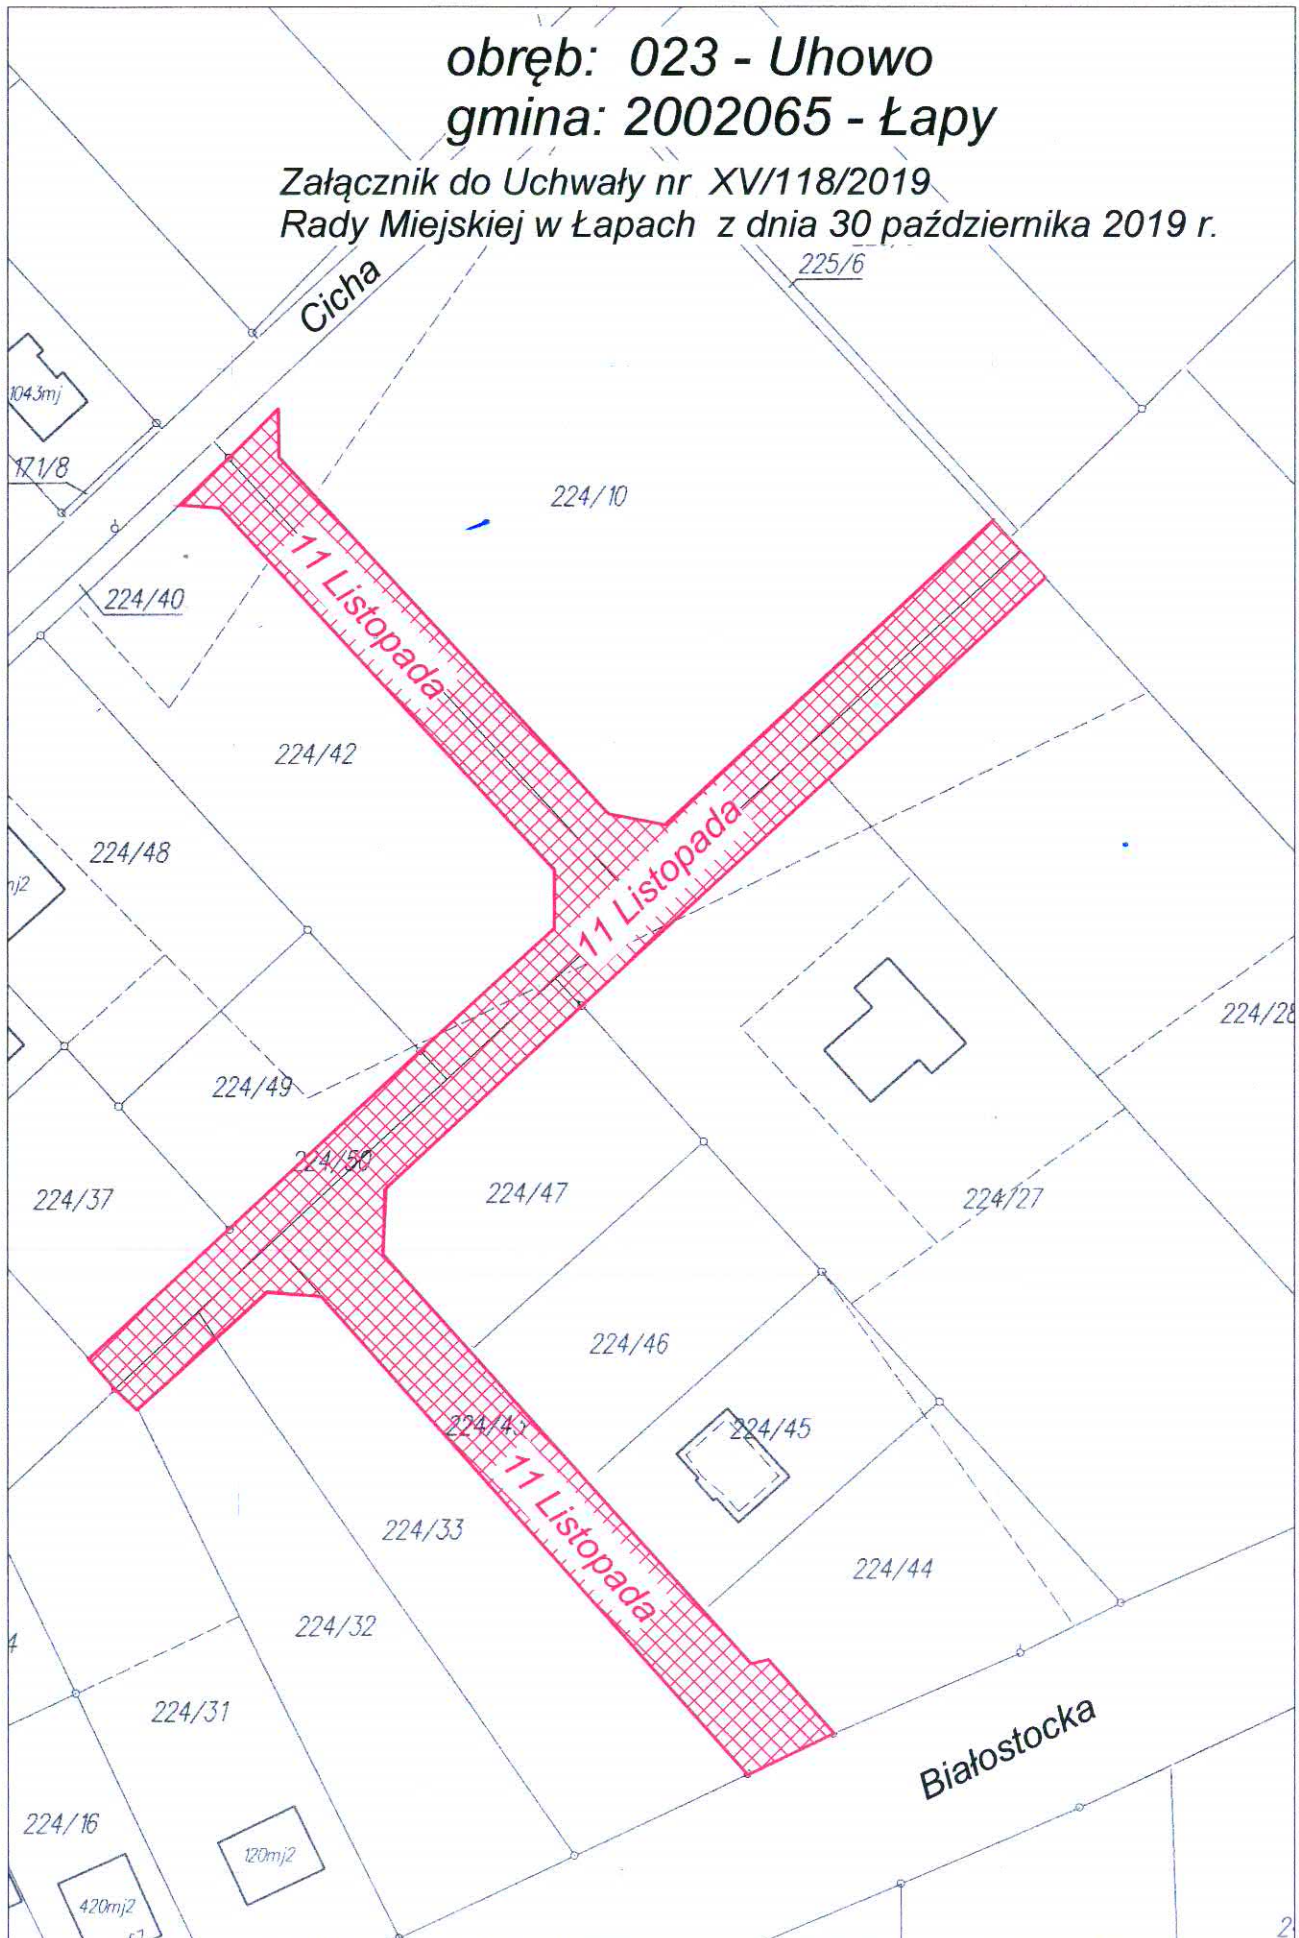 obręb: 023 - Uhowo
gmina: 2002065 - Łapy
Załącznik do Uchwały nr XV/118/2019
Rady Miejskiej w Łapach z dnia 30 października 2019 r.
225/6
Cicha
1043mj
171/8
224/10
11 Listopada
224/40
224/42
224/48
11 Listopada
224/28
224/49
224/50
224/37
224/47
224/27
224/46
224/45
11 Listopada
224/33
224/44
224/32
224/31
Białostocka
224/16
120mj2
420mj2